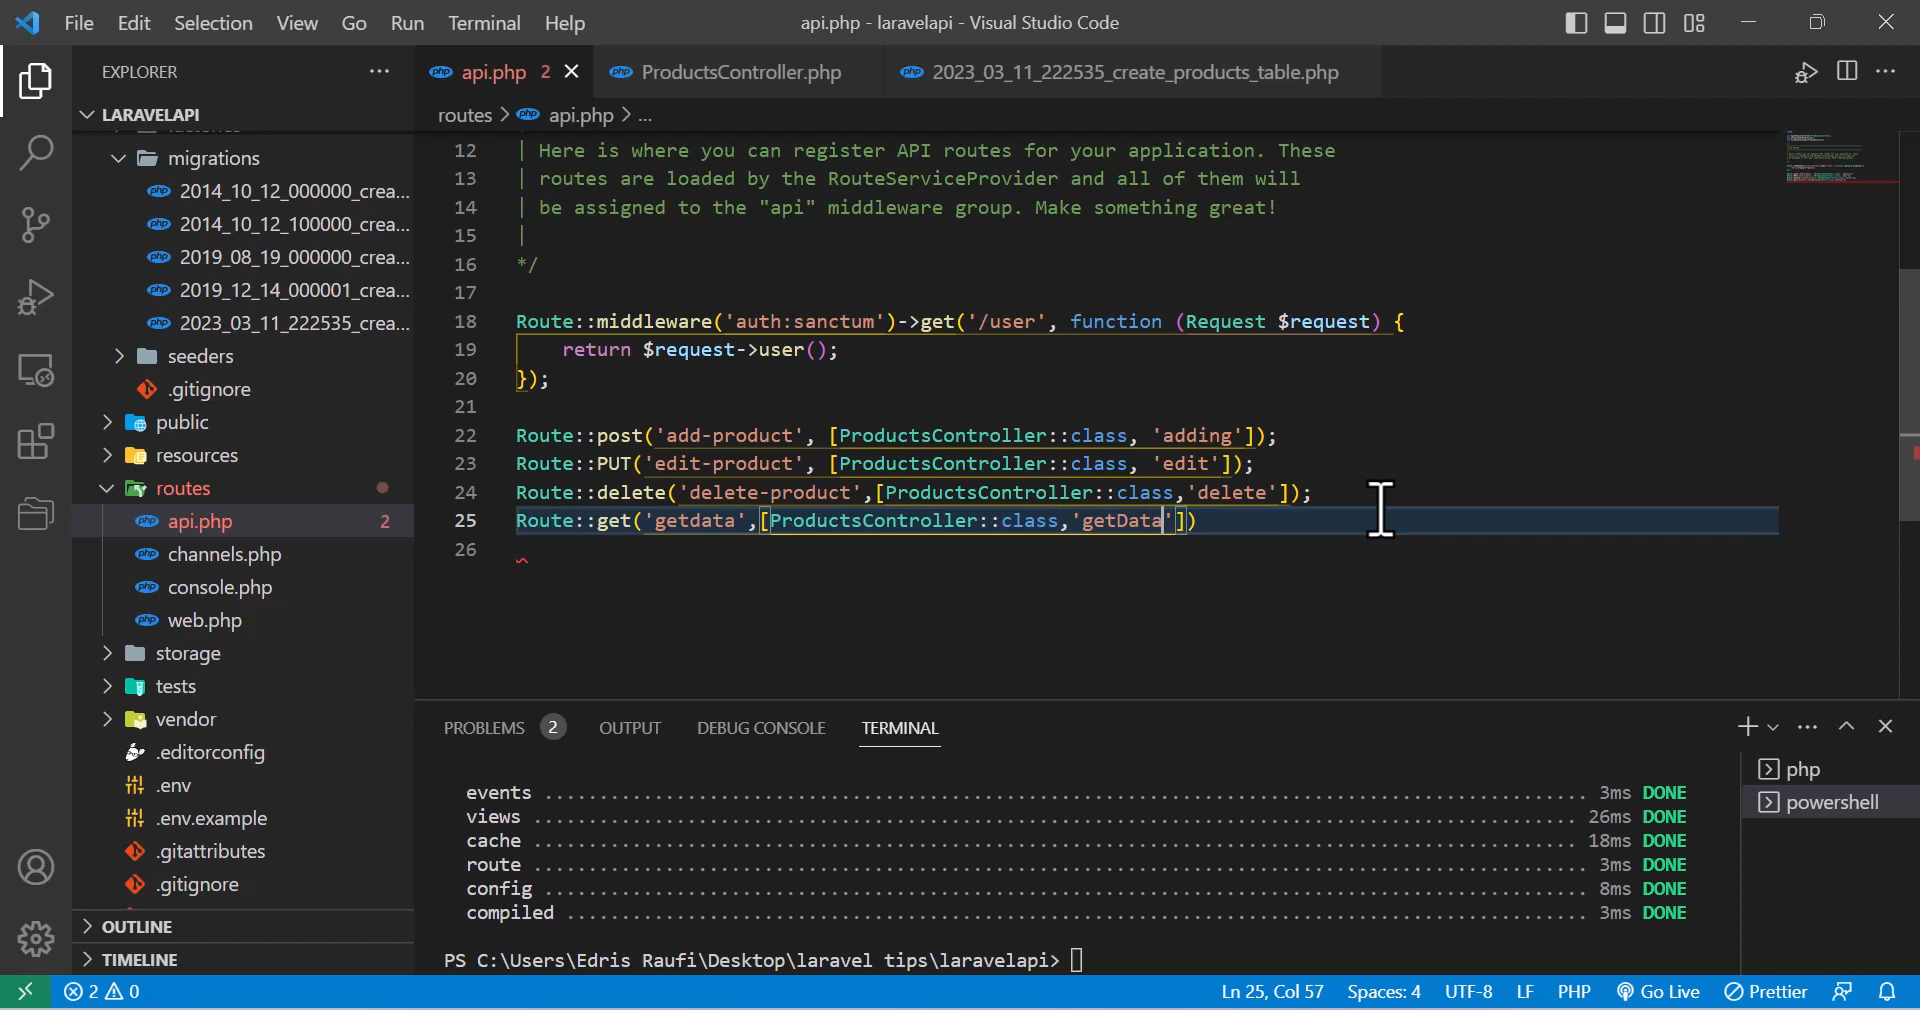 File Edit Selection View Go Run Terminal Help
api.php - laravelapi - Visual Studio Code
EXPLORER
LARAVELAPI
migrations
2014_10_12_000000_crea...
2014_10_12_100000_crea...
2019_08_19_000000_crea...
2019_12_14_000001_crea...
2023_03_11_222535_crea...
seeders
.gitignore
public
resources
routes
api.php 2
channels.php
console.php
web.php
storage
tests
vendor
.editorconfig
.env
.env.example
.gitattributes
.gitignore
OUTLINE
TIMELINE
api.php 2
ProductsController.php
2023_03_11_222535_create_products_table.php
routes > api.php > ...
12 | Here is where you can register API routes for your application. These
13 | routes are loaded by the RouteServiceProvider and all of them will
14 | be assigned to the "api" middleware group. Make something great!
15 |
16 */
17
18 Route::middleware('auth:sanctum')->get('/user', function (Request $request) {
19 return $request->user();
20 });
21
22 Route::post('add-product', [ProductsController::class, 'adding']);
23 Route::PUT('edit-product', [ProductsController::class, 'edit']);
24 Route::delete('delete-product',[ProductsController::class,'delete']);
25 Route::get('getdata',[ProductsController::class,'getData'])
26
PROBLEMS 2 OUTPUT DEBUG CONSOLE TERMINAL
events ........ 3ms DONE
views ........ 26ms DONE
cache ........ 18ms DONE
route ........ 3ms DONE
config ........ 8ms DONE
compiled ........ 3ms DONE
PS C:\Users\Edris Raufi\Desktop\laravel tips\laravelapi>
php
powershell
2 0
Ln 25, Col 57 Spaces: 4 UTF-8 LF PHP Go Live Prettier